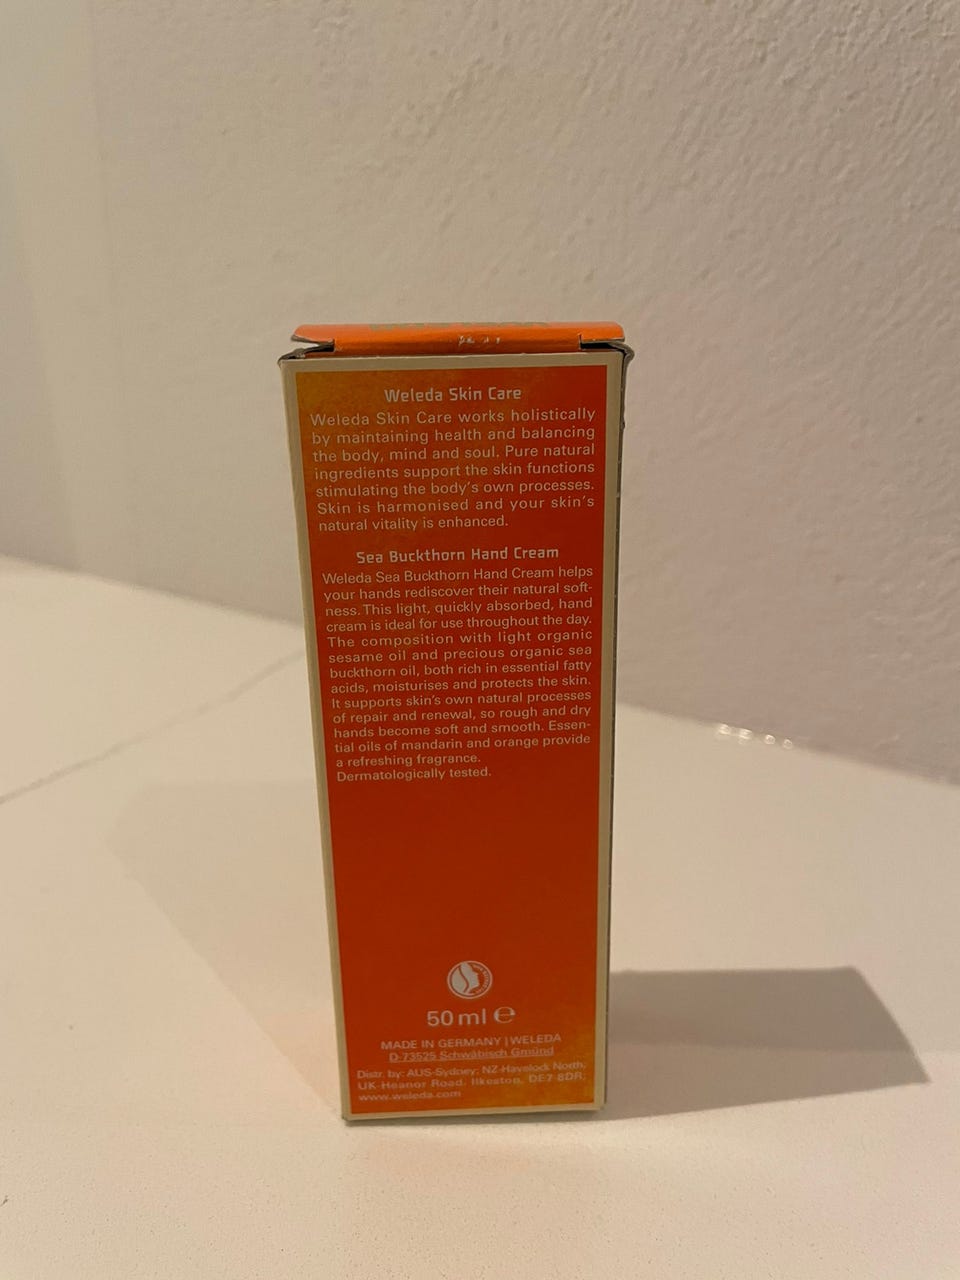 Weleda Skin Care
Weleda Skin Care works holistically
by maintaining health and balancing
the body, mind and soul. Pure natural
ingredients support the skin functions
stimulating the body's own processes.
Skin is harmonised and your skin's
natural vitality is enhanced.
Sea Buckthorn Hand Cream
Weleda Sea Buckthorn Hand Cream helps
your hands rediscover their natural soft-
ness. This light, quickly absorbed, hand
cream is ideal for use throughout the day.
The composition with light organic
sesame oil and precious organic sea
buckthorn oil, both rich in essential fatty
acids, moisturises and protects the skin.
It supports skin's own natural processes
of repair and renewal, so rough and dry
hands become soft and smooth. Essen-
tial oils of mandarin and orange provide
a refreshing fragrance.
Dermatologically tested.
50 ml ℮
MADE IN GERMANY | WELEDA
D-73525 Schwäbisch Gmünd
Distr. by: AUS-Sydney; NZ-Havelock North;
UK-Heanor Road, Ilkeston, DE7 8DR;
www.weleda.com